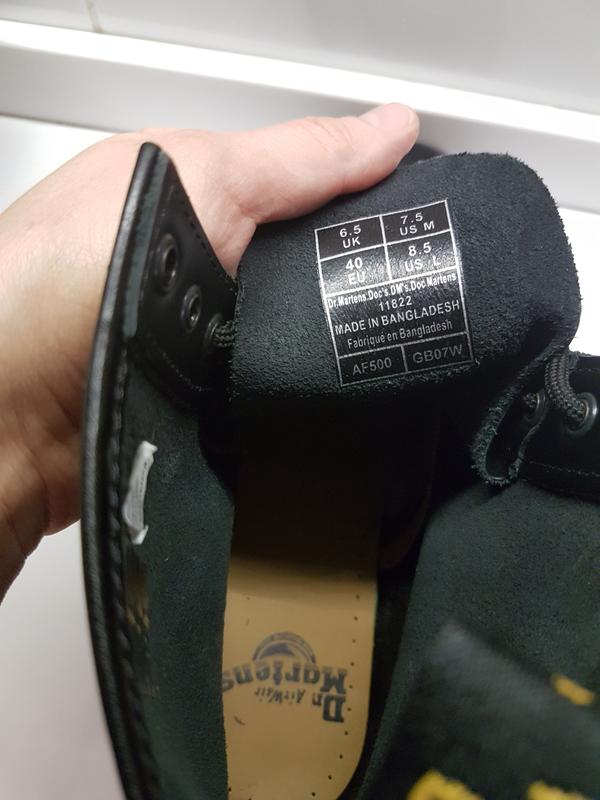 6.5 UK 7.5 US M
40 EU 8.5 US L
Dr.Martens.Doc's.DM's.Doc Martens
11822
MADE IN BANGLADESH
Fabriqué en Bangladesh
AF500 GB07W
Dr.
Martens
AirWair